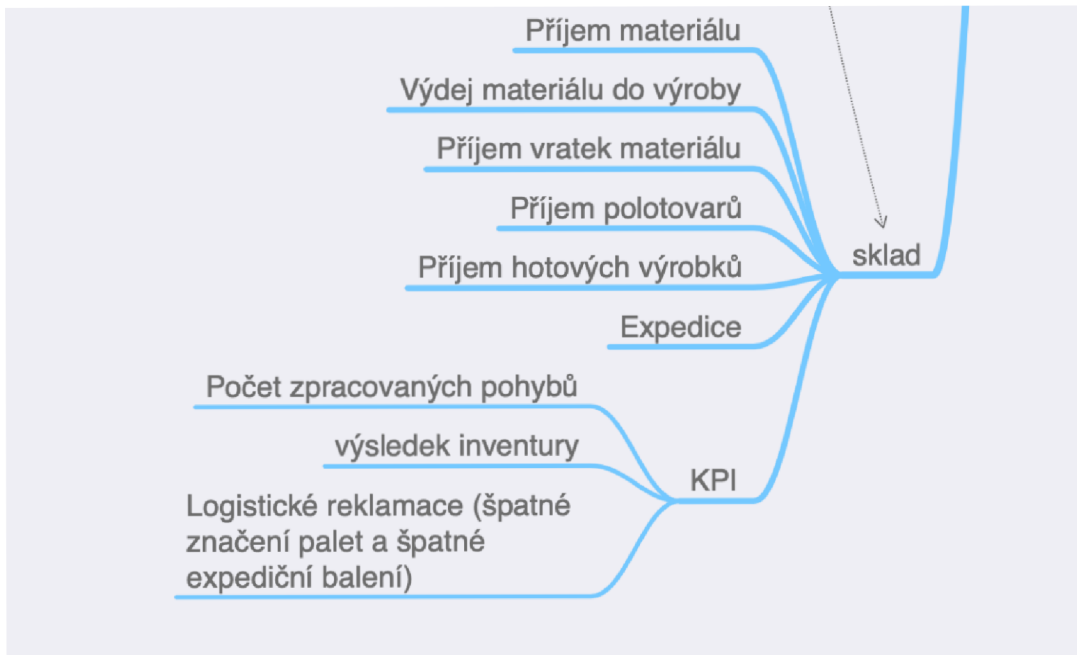 Příjem materiálu
Výdej materiálu do výroby
Příjem vratek materiálu
Příjem polotovarů
sklad
Příjem hotových výrobků
Expedice
Počet zpracovaných pohybů
výsledek inventury
KPI
Logistické reklamace (špatné
značení palet a špatné
expediční balení)